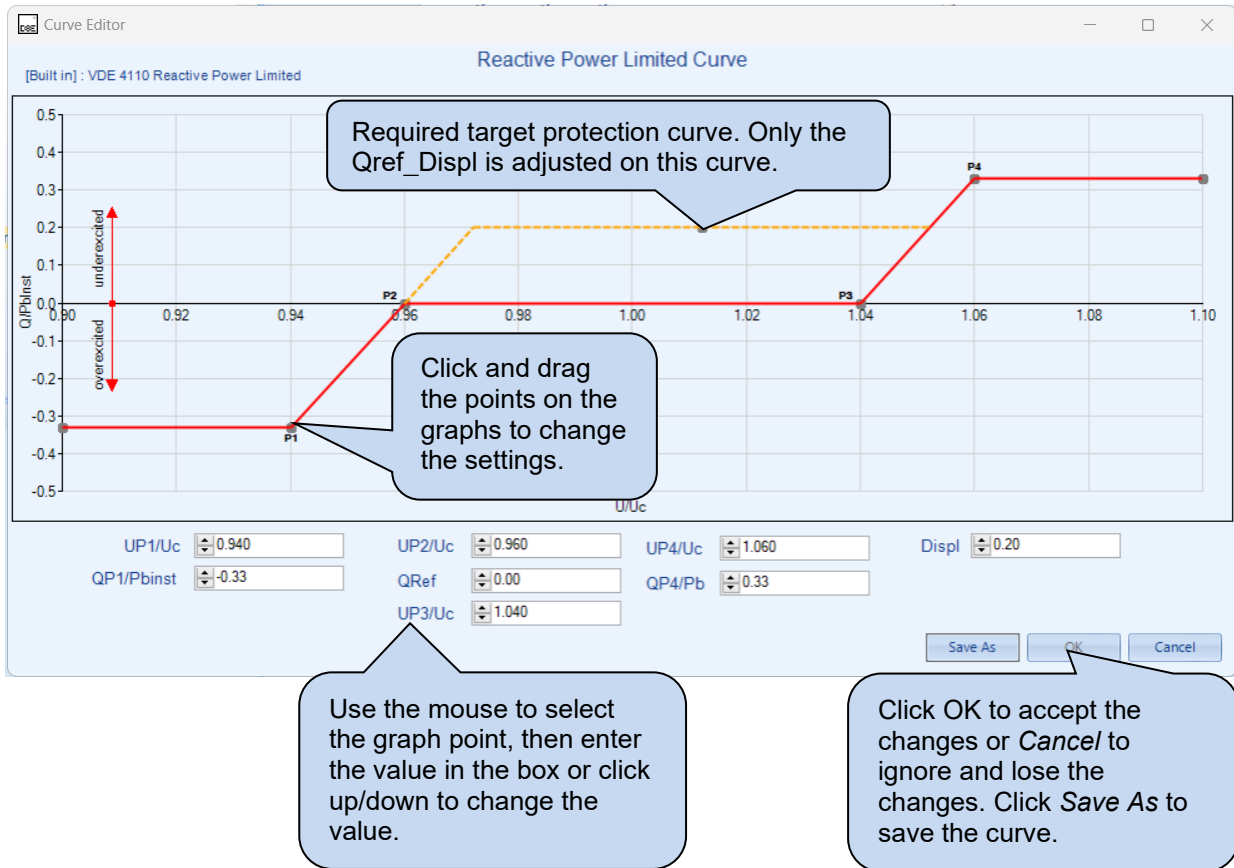 DSE Curve Editor
Reactive Power Limited Curve
[Built in] : VDE 4110 Reactive Power Limited
Required target protection curve. Only the
Qref_Displ is adjusted on this curve.
0.5
0.4
0.3
0.2
0.1
0.0
-0.1
-0.2
-0.3
-0.4
-0.5
Q/PbInst
underexcited
overexcited
P1
P2
P3
P4
0.90
0.92
0.94
0.96
0.98
1.00
1.02
1.04
1.06
1.08
1.10
U/Uc
Click and drag
the points on the
graphs to change
the settings.
UP1/Uc 0.940
QP1/Pbinst -0.33
UP2/Uc 0.960
QRef 0.00
UP3/Uc 1.040
UP4/Uc 1.060
QP4/Pb 0.33
Displ 0.20
Save As
OK
Cancel
Use the mouse to select
the graph point, then enter
the value in the box or click
up/down to change the
value.
Click OK to accept the
changes or Cancel to
ignore and lose the
changes. Click Save As to
save the curve.